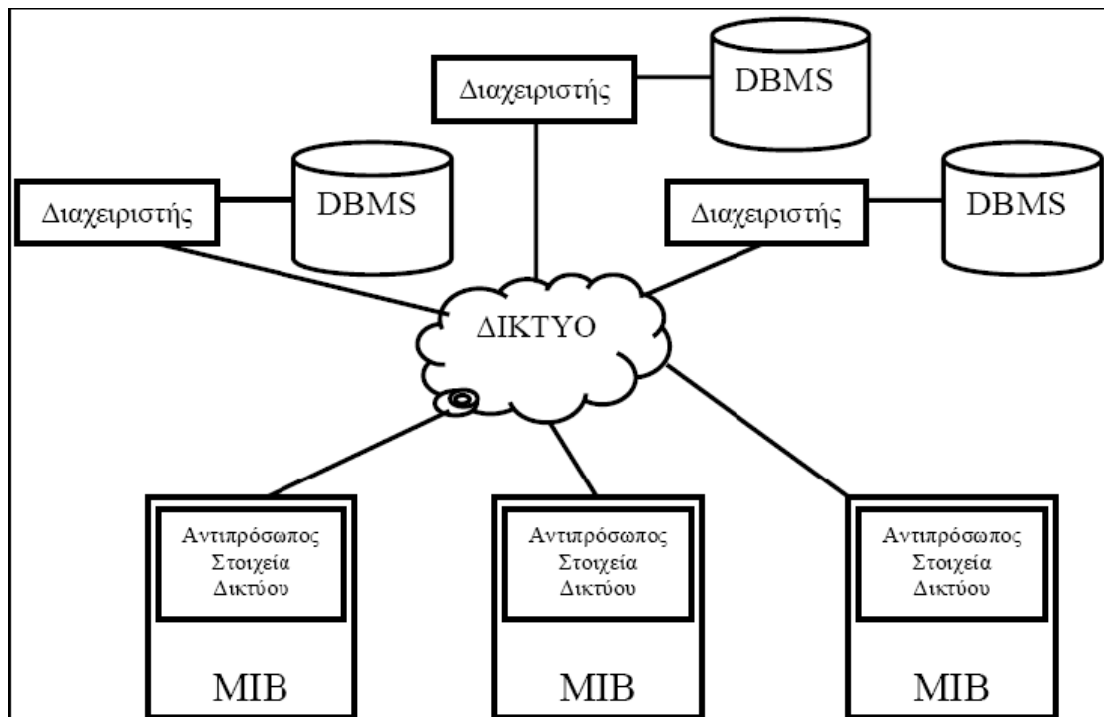 Διαχειριστής
DBMS
Διαχειριστής
DBMS
Διαχειριστής
DBMS
ΔΙΚΤΥΟ
Αντιπρόσωπος
Στοιχεία
Δικτύου
MIB
Αντιπρόσωπος
Στοιχεία
Δικτύου
MIB
Αντιπρόσωπος
Στοιχεία
Δικτύου
MIB